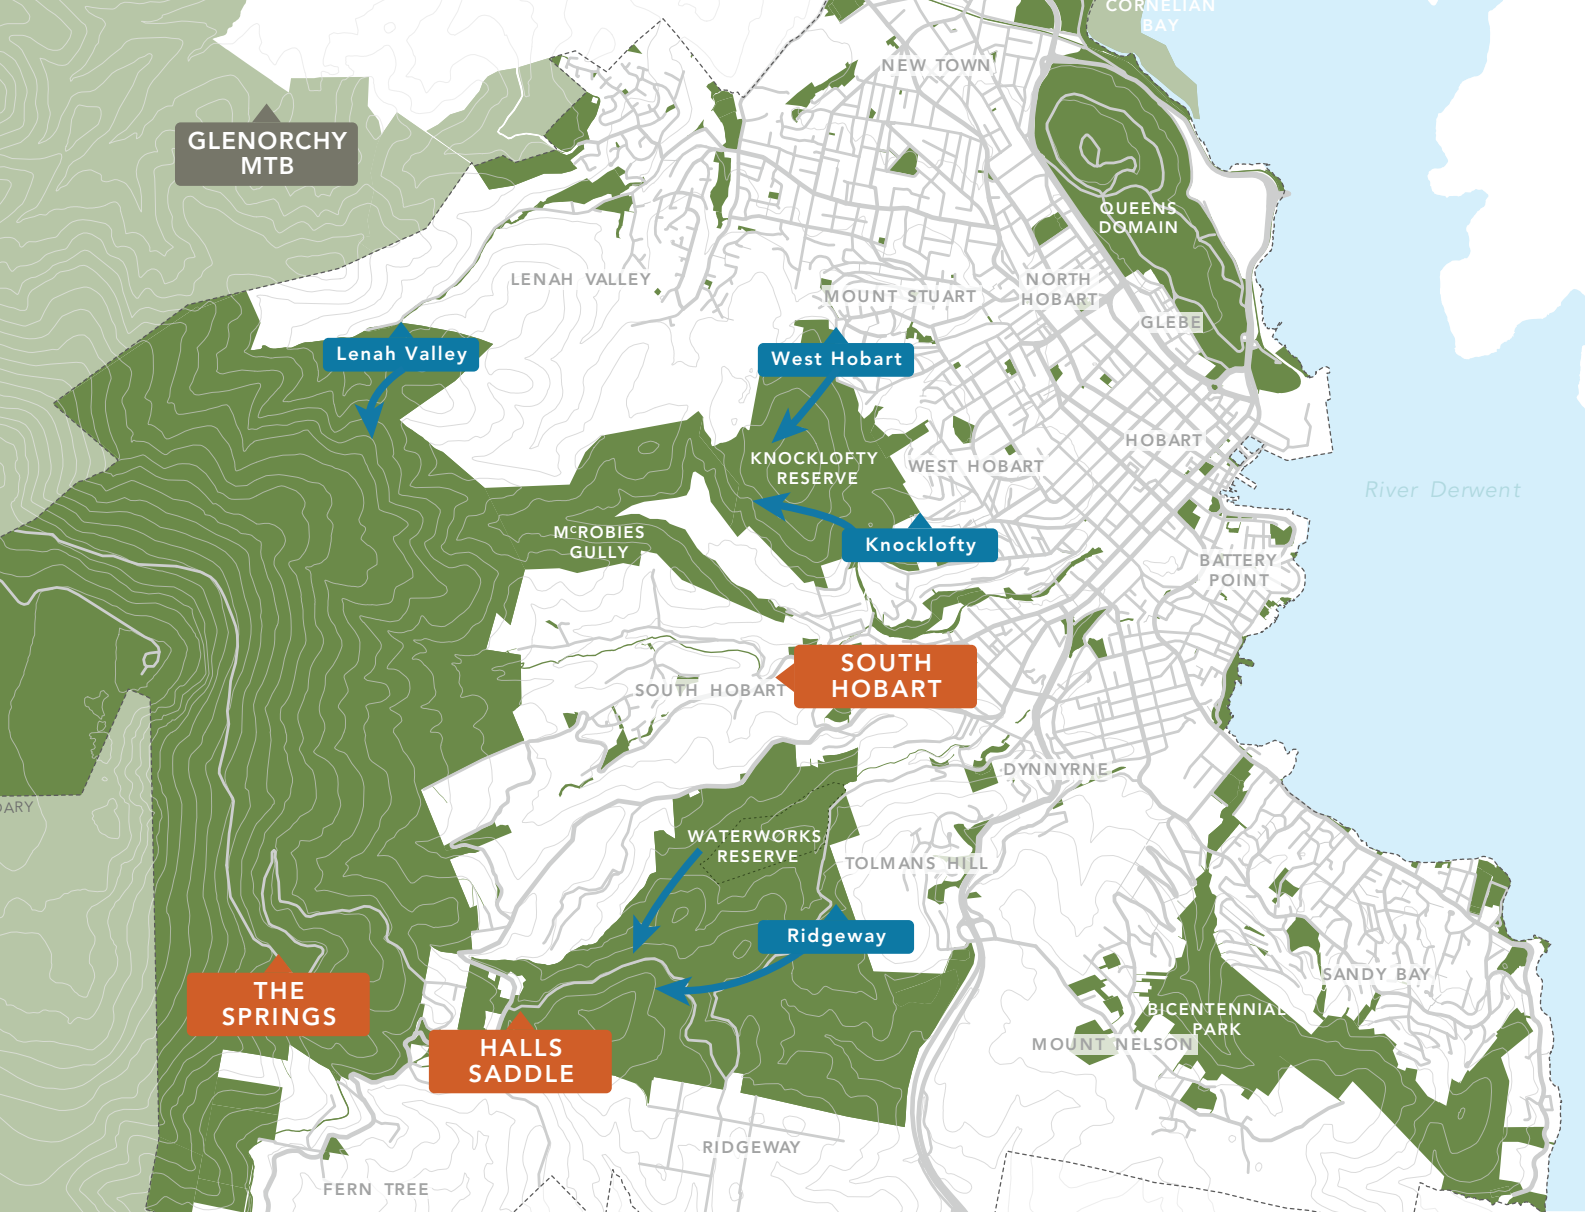 CORNELIAN
BAY
NEW TOWN
GLENORCHY
MTB
QUEENS
DOMAIN
LENAH VALLEY
MOUNT STUART
NORTH
HOBART
GLEBE
Lenah Valley
West Hobart
KNOCKLOFTY
RESERVE
WEST HOBART
HOBART
River Derwent
McROBIES
GULLY
Knocklofty
BATTERY
POINT
SOUTH
HOBART
SOUTH HOBART
DYNNYRNE
DARY
WATERWORKS
RESERVE
TOLMANS HILL
Ridgeway
SANDY BAY
THE
SPRINGS
BICENTENNIAL
PARK
MOUNT NELSON
HALLS
SADDLE
RIDGEWAY
FERN TREE